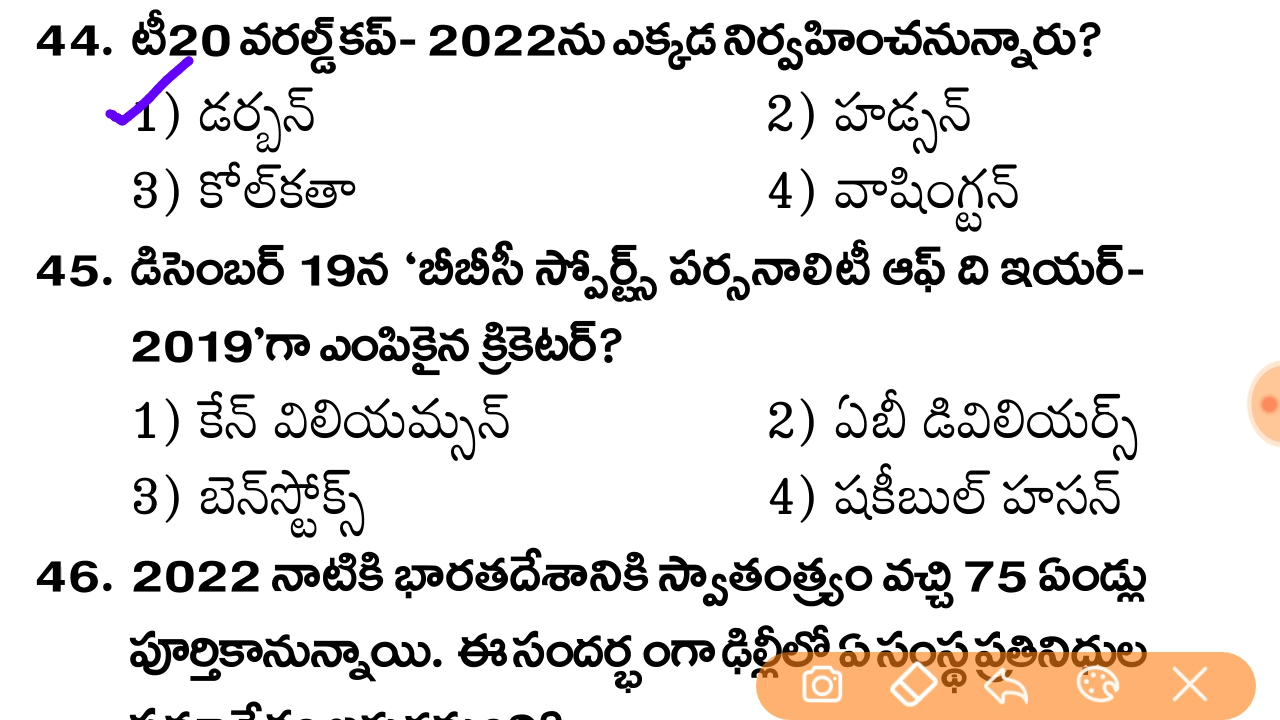 44. టీ20 వరల్డ్‌కప్- 2022ను ఎక్కడ నిర్వహించనున్నారు?
1) డర్బన్ 2) హడ్సన్
3) కోల్‌కతా 4) వాషింగ్టన్
45. డిసెంబర్ 19న ‘బీబీసీ స్పోర్ట్స్ పర్సనాలిటీ ఆఫ్ ది ఇయర్-
2019’గా ఎంపికైన క్రికెటర్?
1) కేన్ విలియమ్సన్ 2) ఏబీ డివిలియర్స్
3) బెన్‌స్టోక్స్ 4) షకీబుల్ హసన్
46. 2022 నాటికి భారతదేశానికి స్వాతంత్ర్యం వచ్చి 75 ఏండ్లు
పూర్తికానున్నాయి. ఈ సందర్భంగా ఢిల్లీలో ఏ సంస్థ ప్రతినిధుల